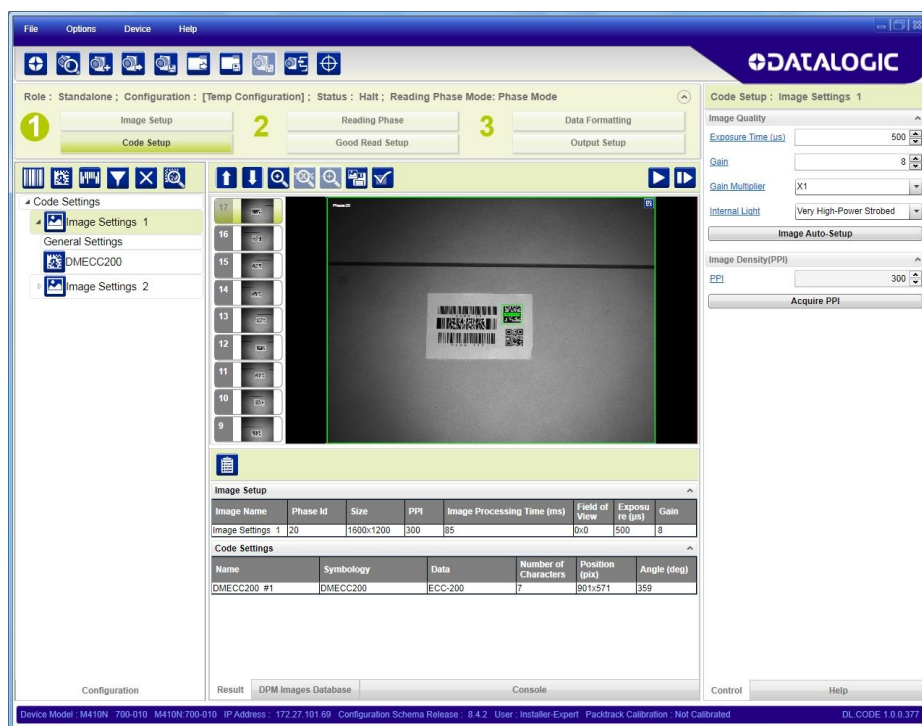 File Options Device Help
DATALOGIC
Role : Standalone ; Configuration : [Temp Configuration] ; Status : Halt ; Reading Phase Mode: Phase Mode
1 Image Setup 2 Reading Phase 3 Data Formatting
Code Setup Good Read Setup Output Setup
Code Settings
Image Settings 1
General Settings
DMECC200
Image Settings 2
17
16
15
14
13
12
11
10
9
Phase:20
Image Setup
Image Name Phase Id Size PPI Image Processing Time (ms) Field of View Exposu re (µs) Gain
Image Settings 1 20 1600x1200 300 85 0x0 500 8
Code Settings
Name Symbology Data Number of Characters Position (pix) Angle (deg)
DMECC200 #1 DMECC200 ECC-200 7 901x571 359
Configuration
Result DPM Images Database Console
Code Setup : Image Settings 1
Image Quality
Exposure Time (µs) 500
Gain 8
Gain Multiplier X1
Internal Light Very High-Power Strobed
Image Auto-Setup
Image Density(PPI)
PPI 300
Acquire PPI
Control Help
Device Model : M410N 700-010 M410N:700-010 IP Address : 172.27.101.69 Configuration Schema Release : 8.4.2 User : Installer-Expert Packtrack Calibration : Not Calibrated